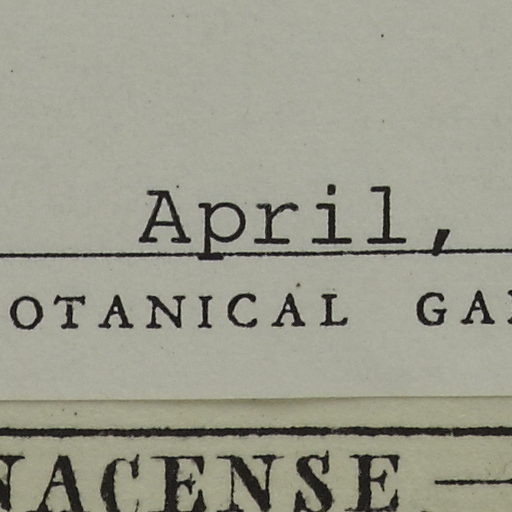 April,
OTANICAL GA
NACENSE